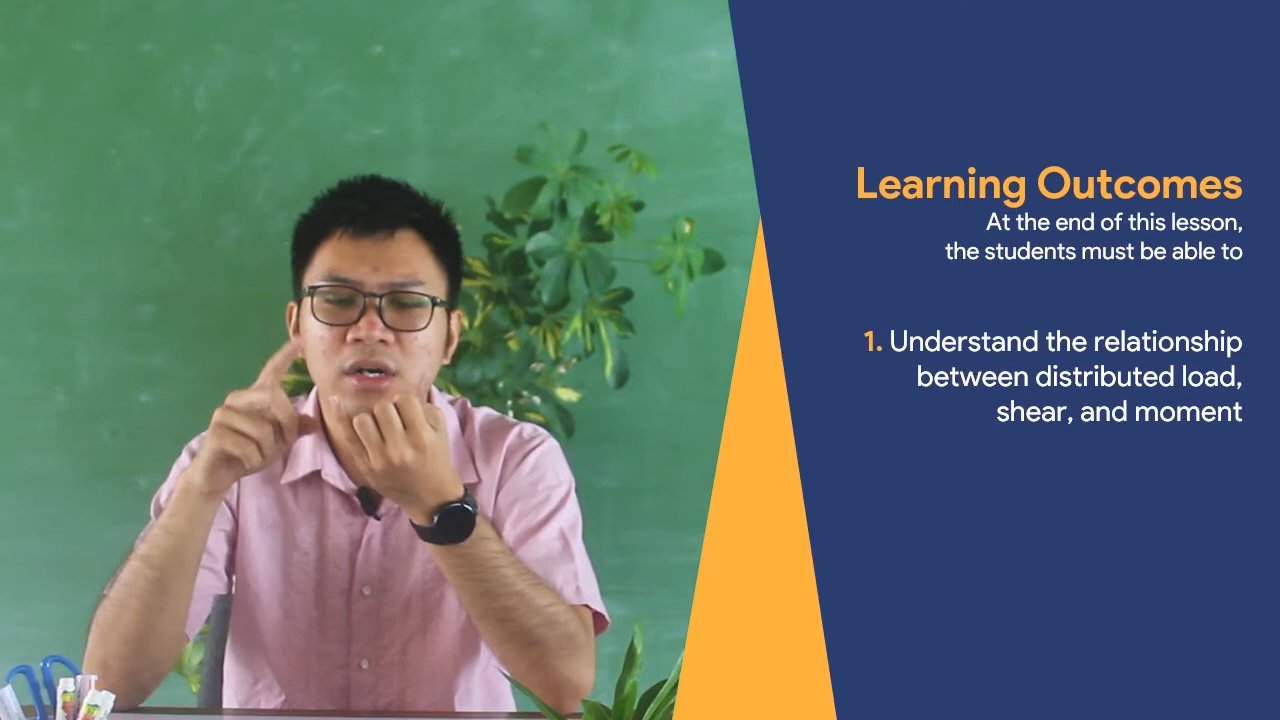 Learning Outcomes
At the end of this lesson,
the students must be able to
1. Understand the relationship
between distributed load,
shear, and moment